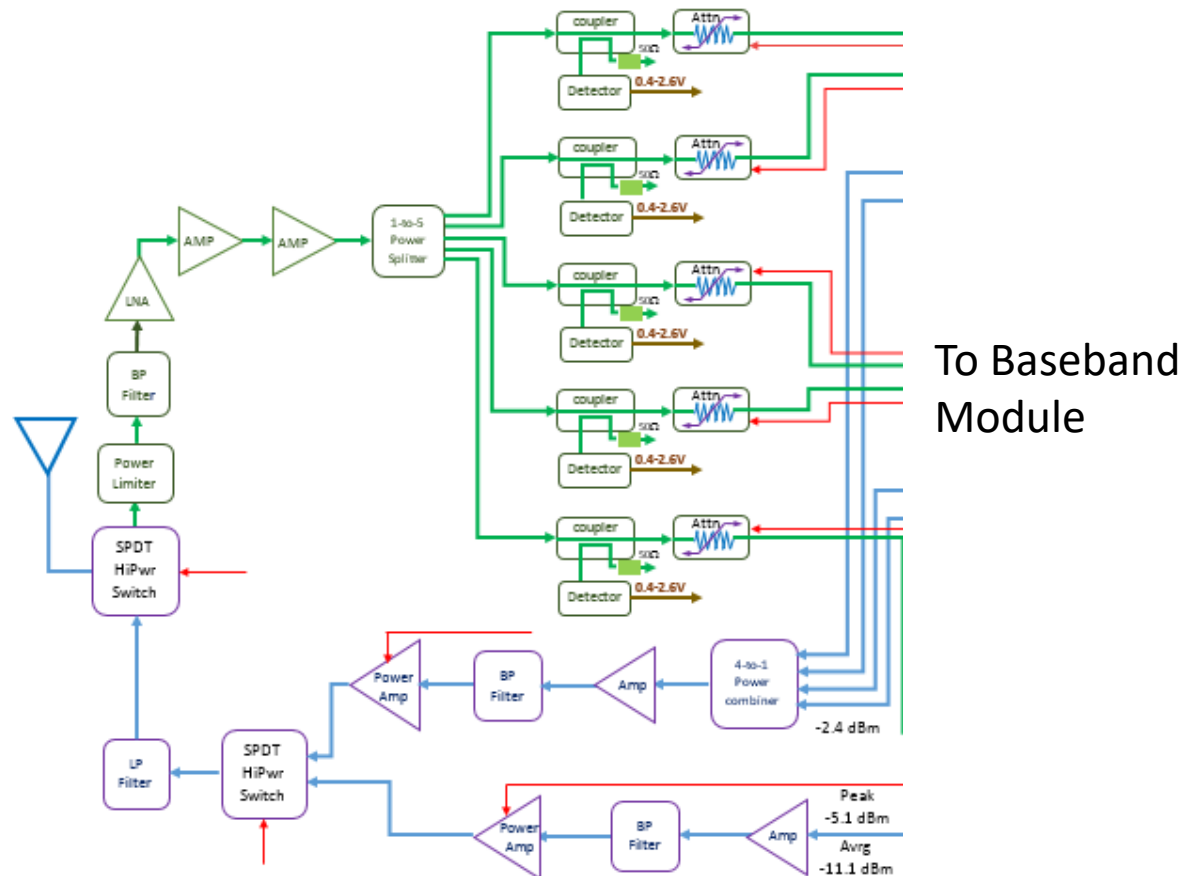 coupler
Attn
50Ω
Detector
0.4-2.6V
coupler
Attn
50Ω
Detector
0.4-2.6V
AMP
AMP
1-to-5
Power
Splitter
LNA
coupler
Attn
50Ω
Detector
0.4-2.6V
To Baseband
Module
BP
Filter
coupler
Attn
50Ω
Detector
0.4-2.6V
Power
Limiter
SPDT
HiPwr
Switch
coupler
Attn
50Ω
Detector
0.4-2.6V
Power
Amp
BP
Filter
Amp
4-to-1
Power
combiner
-2.4 dBm
LP
Filter
SPDT
HiPwr
Switch
Power
Amp
BP
Filter
Amp
Peak
-5.1 dBm
Avrg
-11.1 dBm